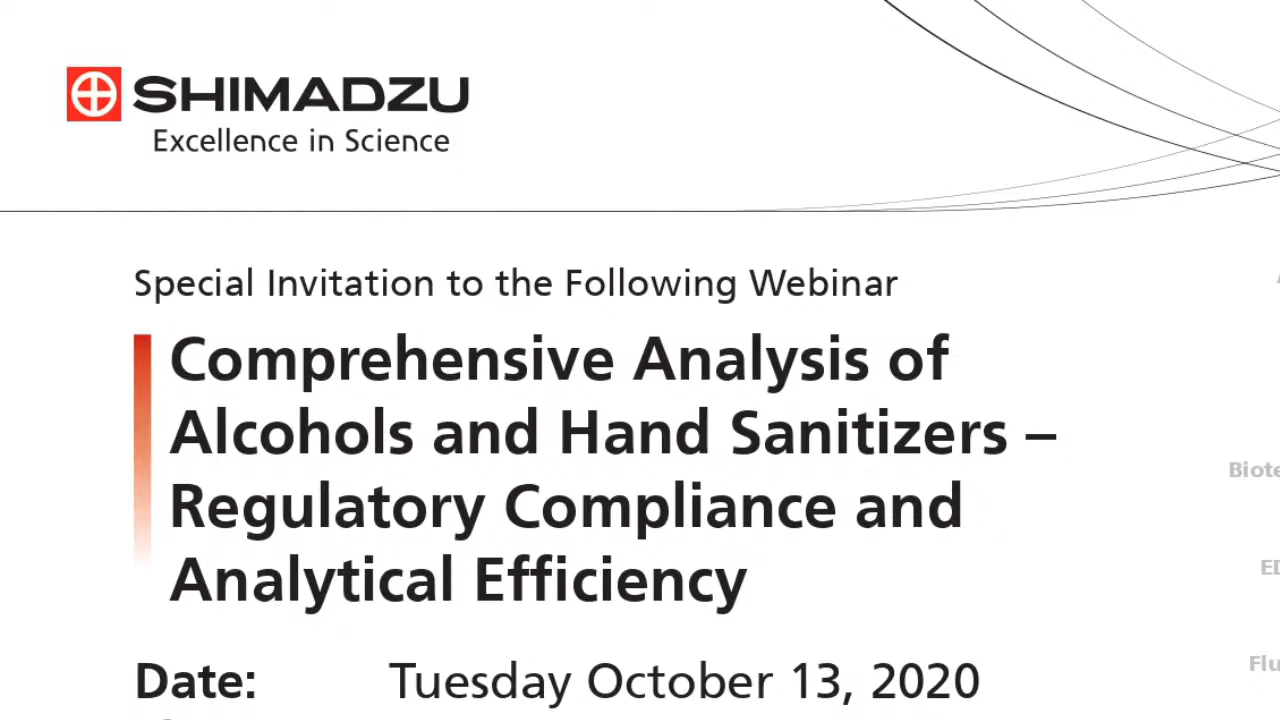 SHIMADZU
Excellence in Science
Special Invitation to the Following Webinar
Comprehensive Analysis of
Alcohols and Hand Sanitizers –
Regulatory Compliance and
Analytical Efficiency
Date: Tuesday October 13, 2020